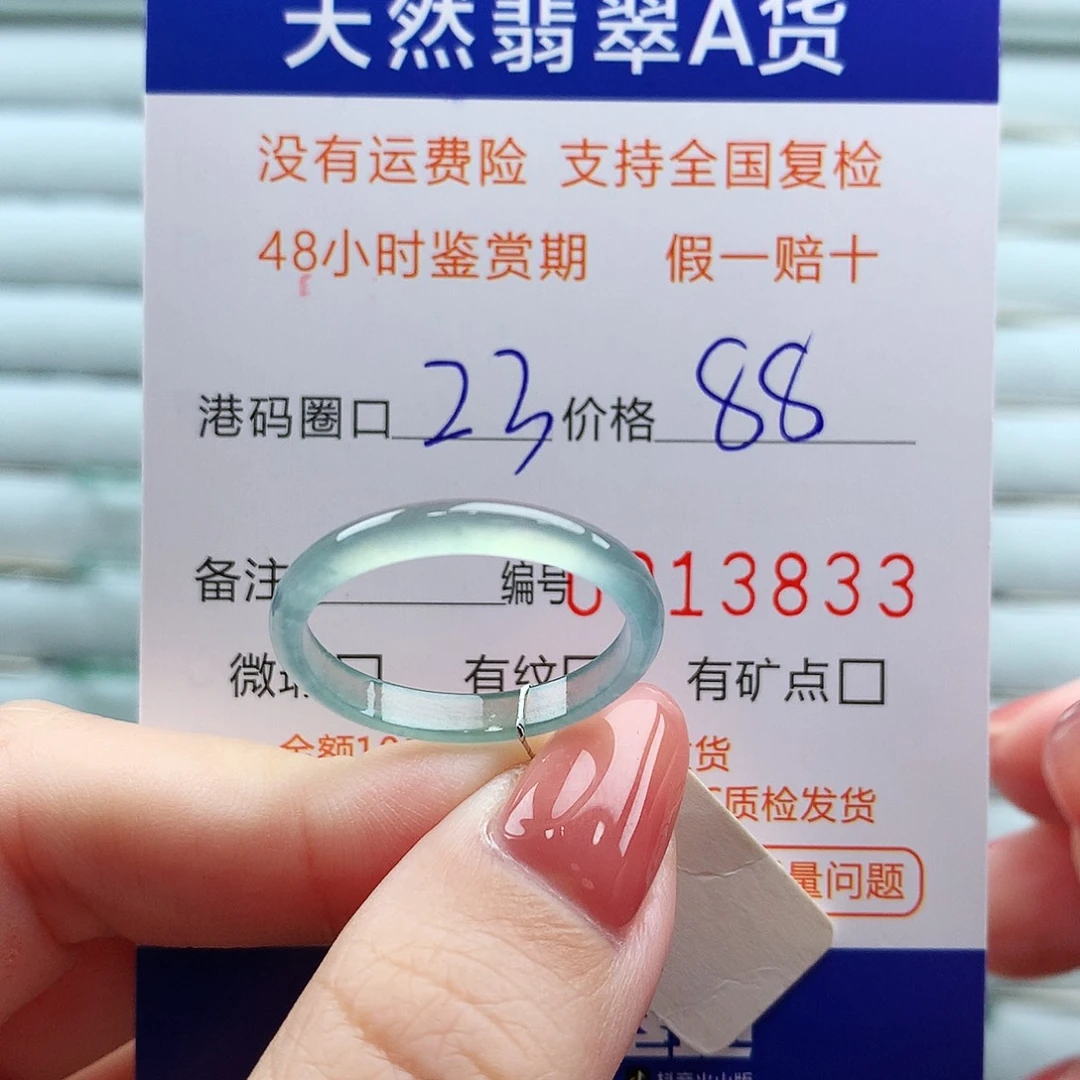 天然翡翠A货
没有运费险 支持全国复检
48小时鉴赏期 假一赔十
港码圈口 23 价格 88
备注 编号 13833
微 有纹 有矿点
货
质检发货
量问题